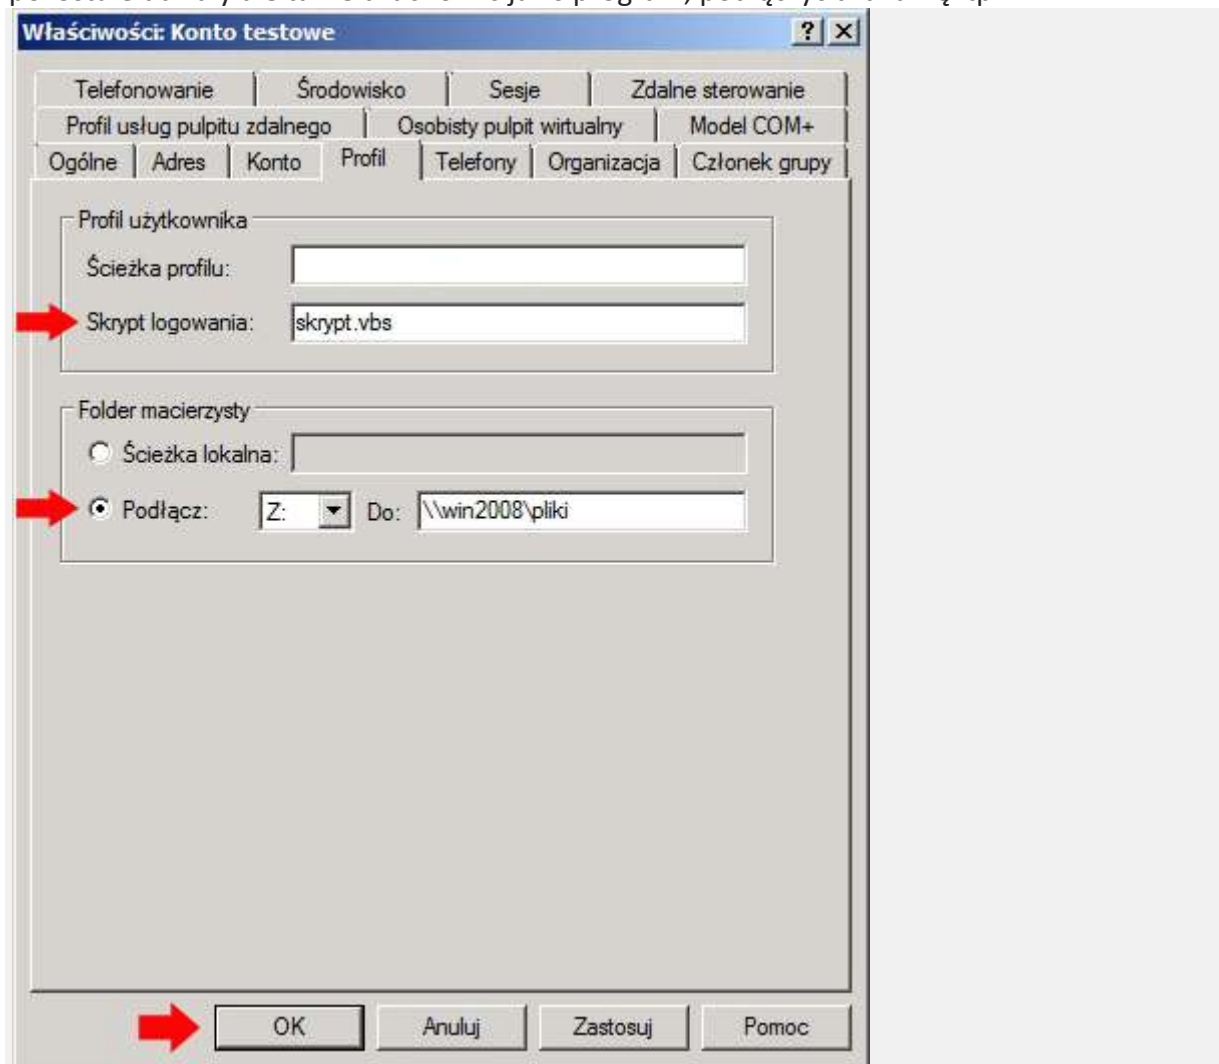 Właściwości: Konto testowe
Telefonowanie Środowisko Sesje Zdalne sterowanie
Profil usług pulpitu zdalnego Osobisty pulpit wirtualny Model COM+
Ogólne Adres Konto Profil Telefony Organizacja Członek grupy
Profil użytkownika
Ścieżka profilu:
Skrypt logowania: skrypt.vbs
Folder macierzysty
Ścieżka lokalna:
Podłącz: Z: Do: \\win2008\pliki
OK Anuluj Zastosuj Pomoc